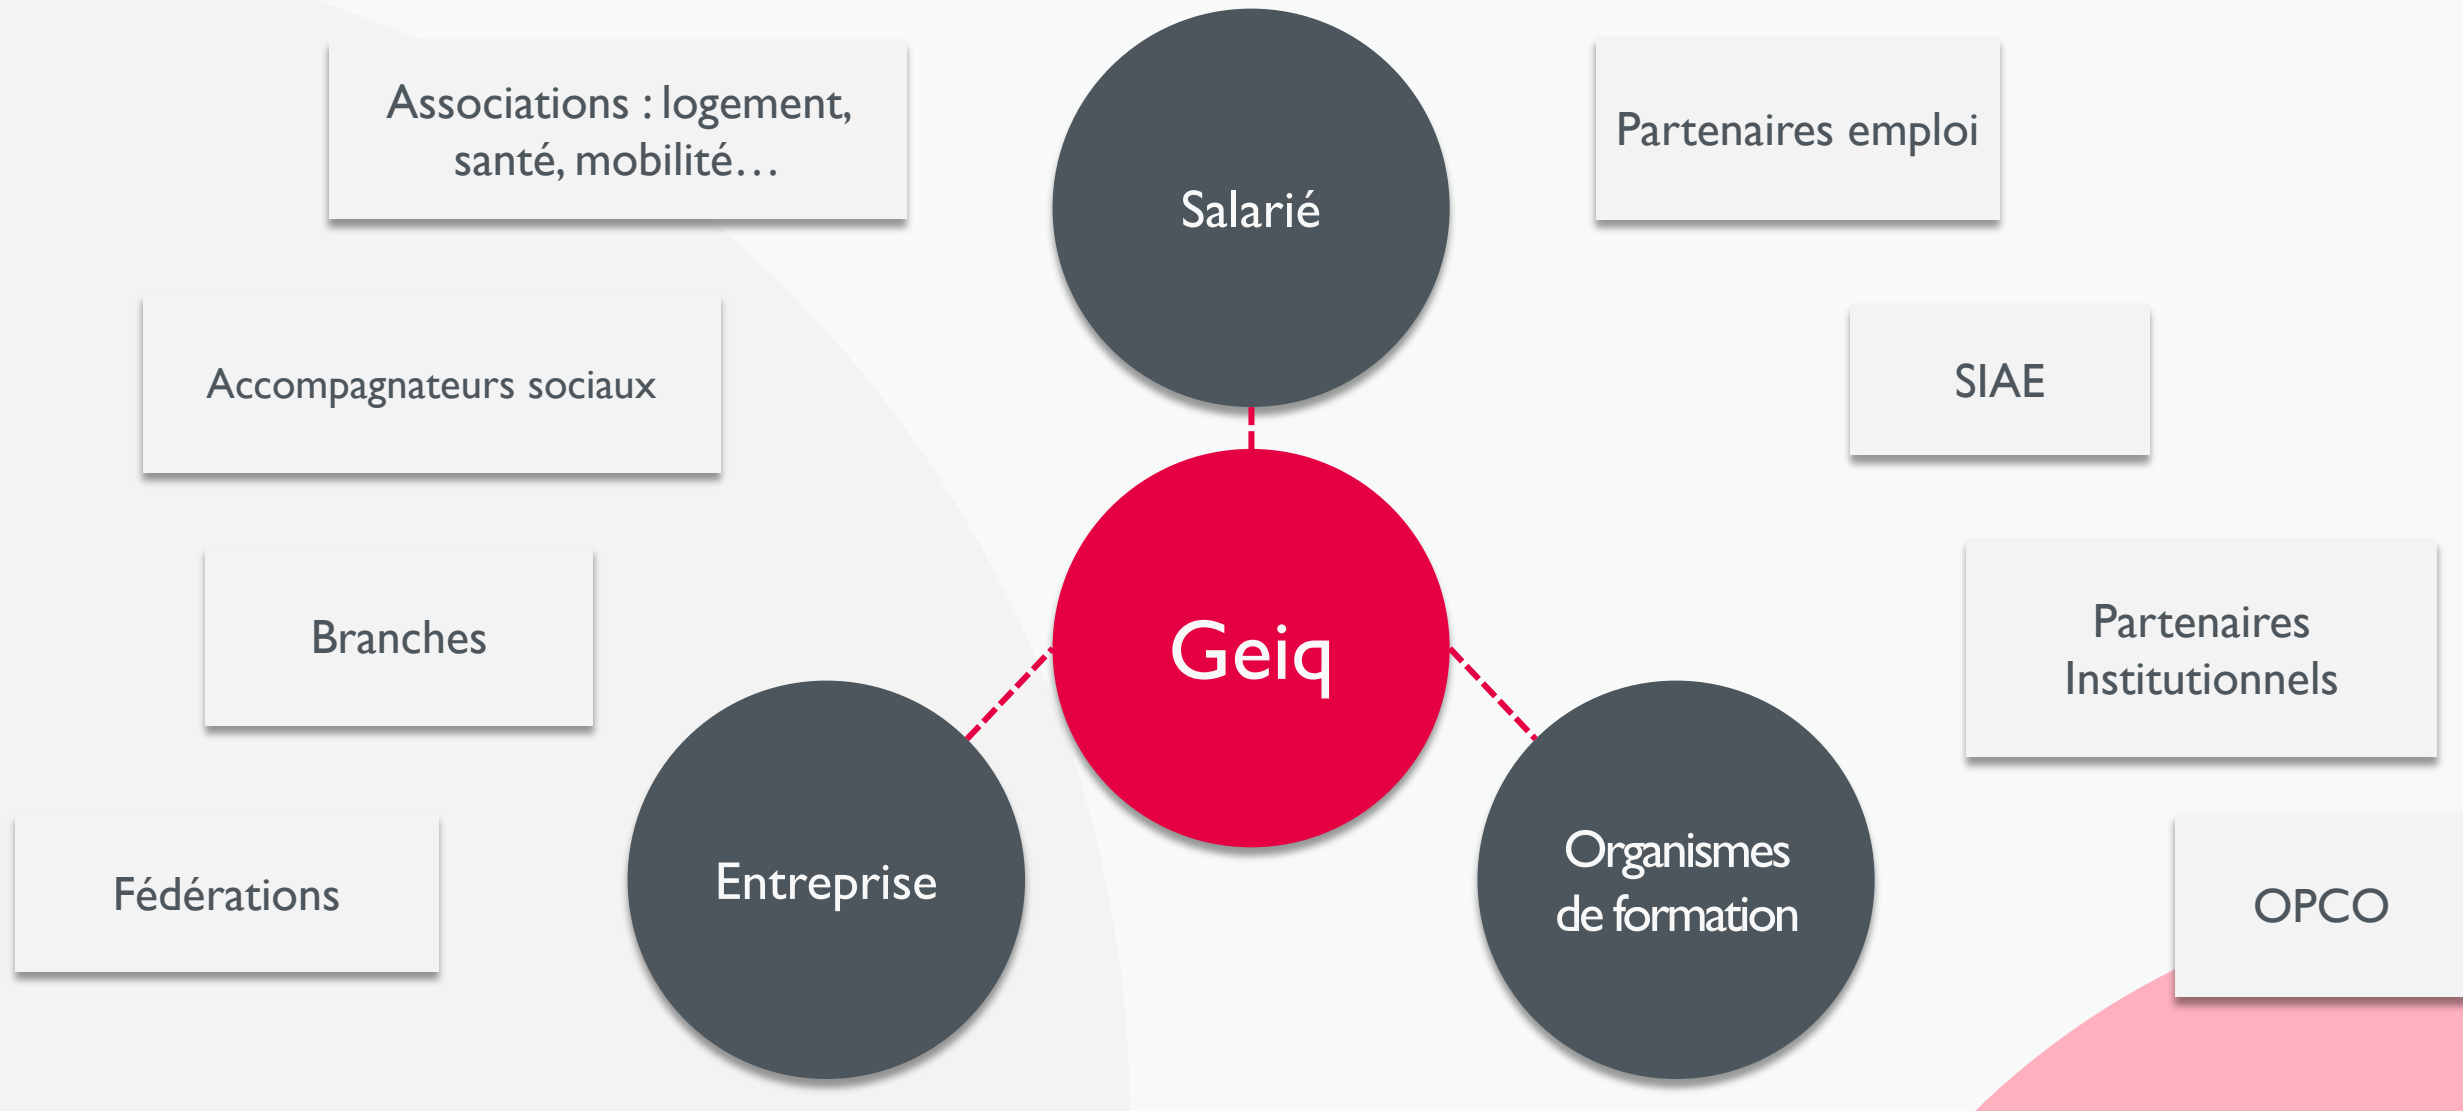 Associations : logement,
santé, mobilité…
Salarié
Partenaires emploi
Accompagnateurs sociaux
SIAE
Branches
Geiq
Partenaires
Institutionnels
Fédérations
Entreprise
Organismes
de formation
OPCO